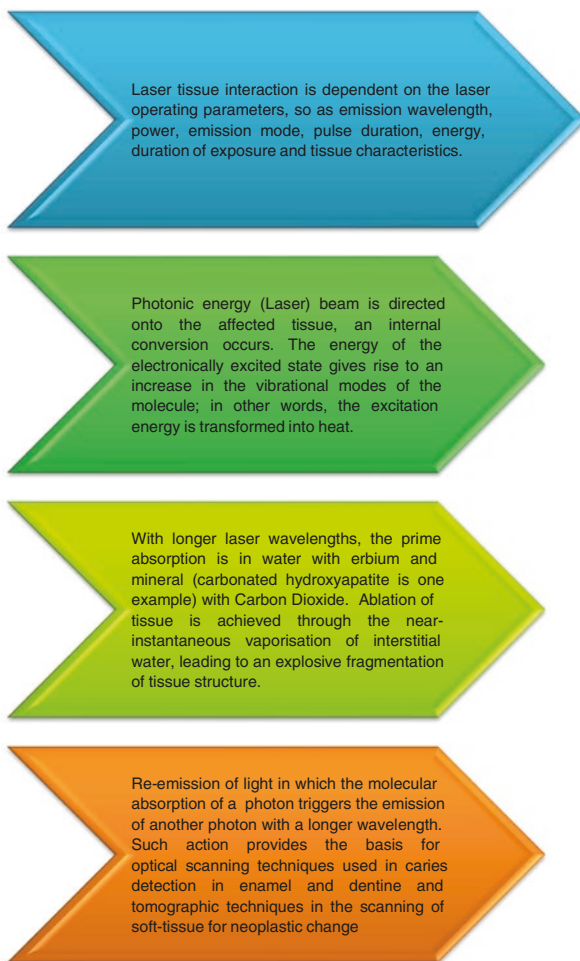 Laser tissue interaction is dependent on the laser
operating parameters, so as emission wavelength,
power, emission mode, pulse duration, energy,
duration of exposure and tissue characteristics.
Photonic energy (Laser) beam is directed
onto the affected tissue, an internal
conversion occurs. The energy of the
electronically excited state gives rise to an
increase in the vibrational modes of the
molecule; in other words, the excitation
energy is transformed into heat.
With longer laser wavelengths, the prime
absorption is in water with erbium and
mineral (carbonated hydroxyapatite is one
example) with Carbon Dioxide. Ablation of
tissue is achieved through the near-
instantaneous vaporisation of interstitial
water, leading to an explosive fragmentation
of tissue structure.
Re-emission of light in which the molecular
absorption of a photon triggers the emission
of another photon with a longer wavelength.
Such action provides the basis for
optical scanning techniques used in caries
detection in enamel and dentine and
tomographic techniques in the scanning of
soft-tissue for neoplastic change